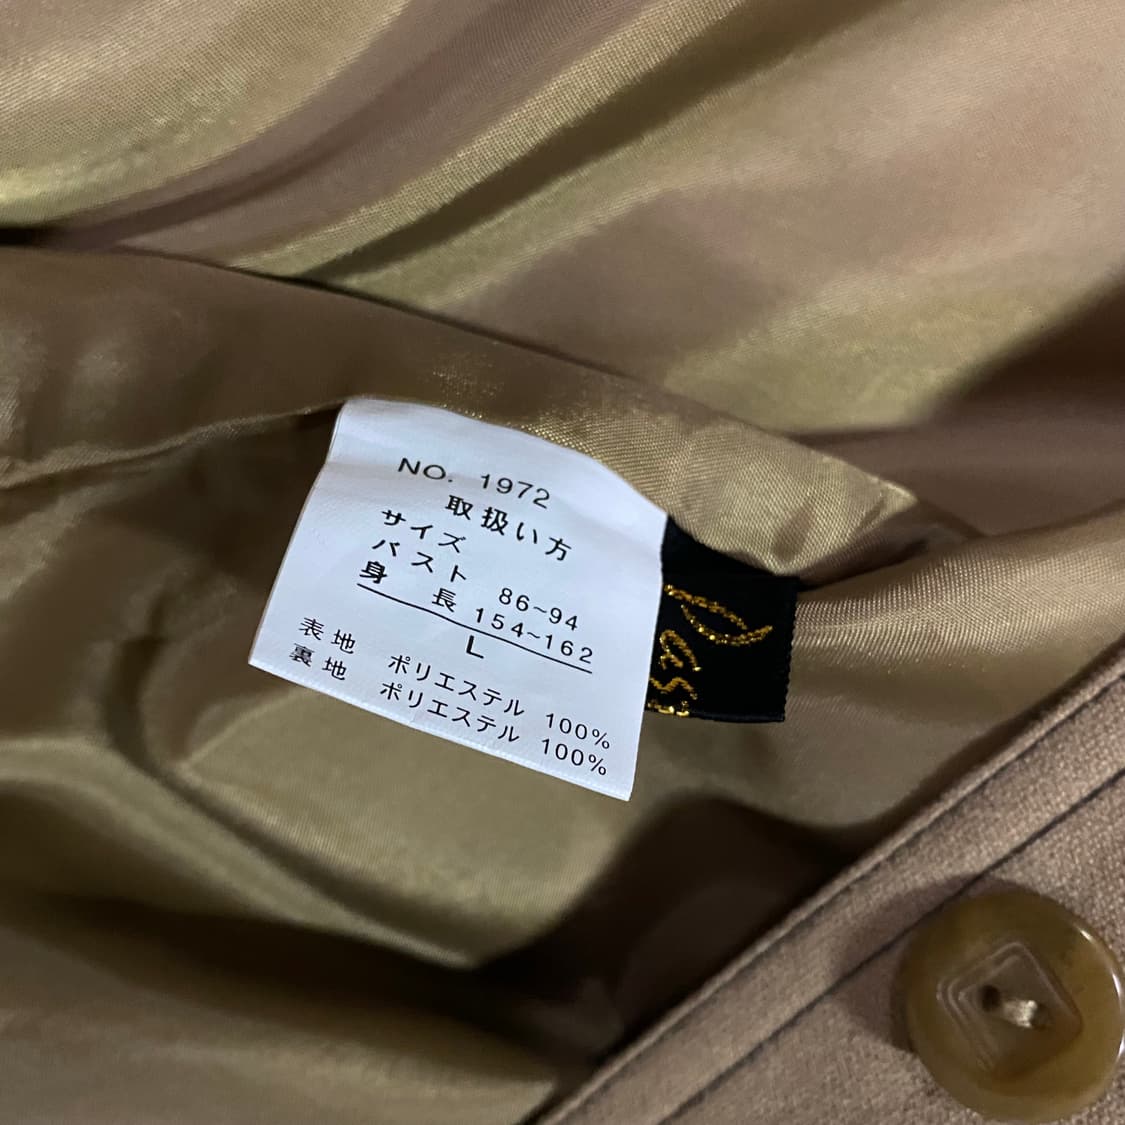 NO. 1972
取扱い方
サイズ
バスト 86~94
身長 154~162
L
表地 ポリエステル 100%
裏地 ポリエステル 100%